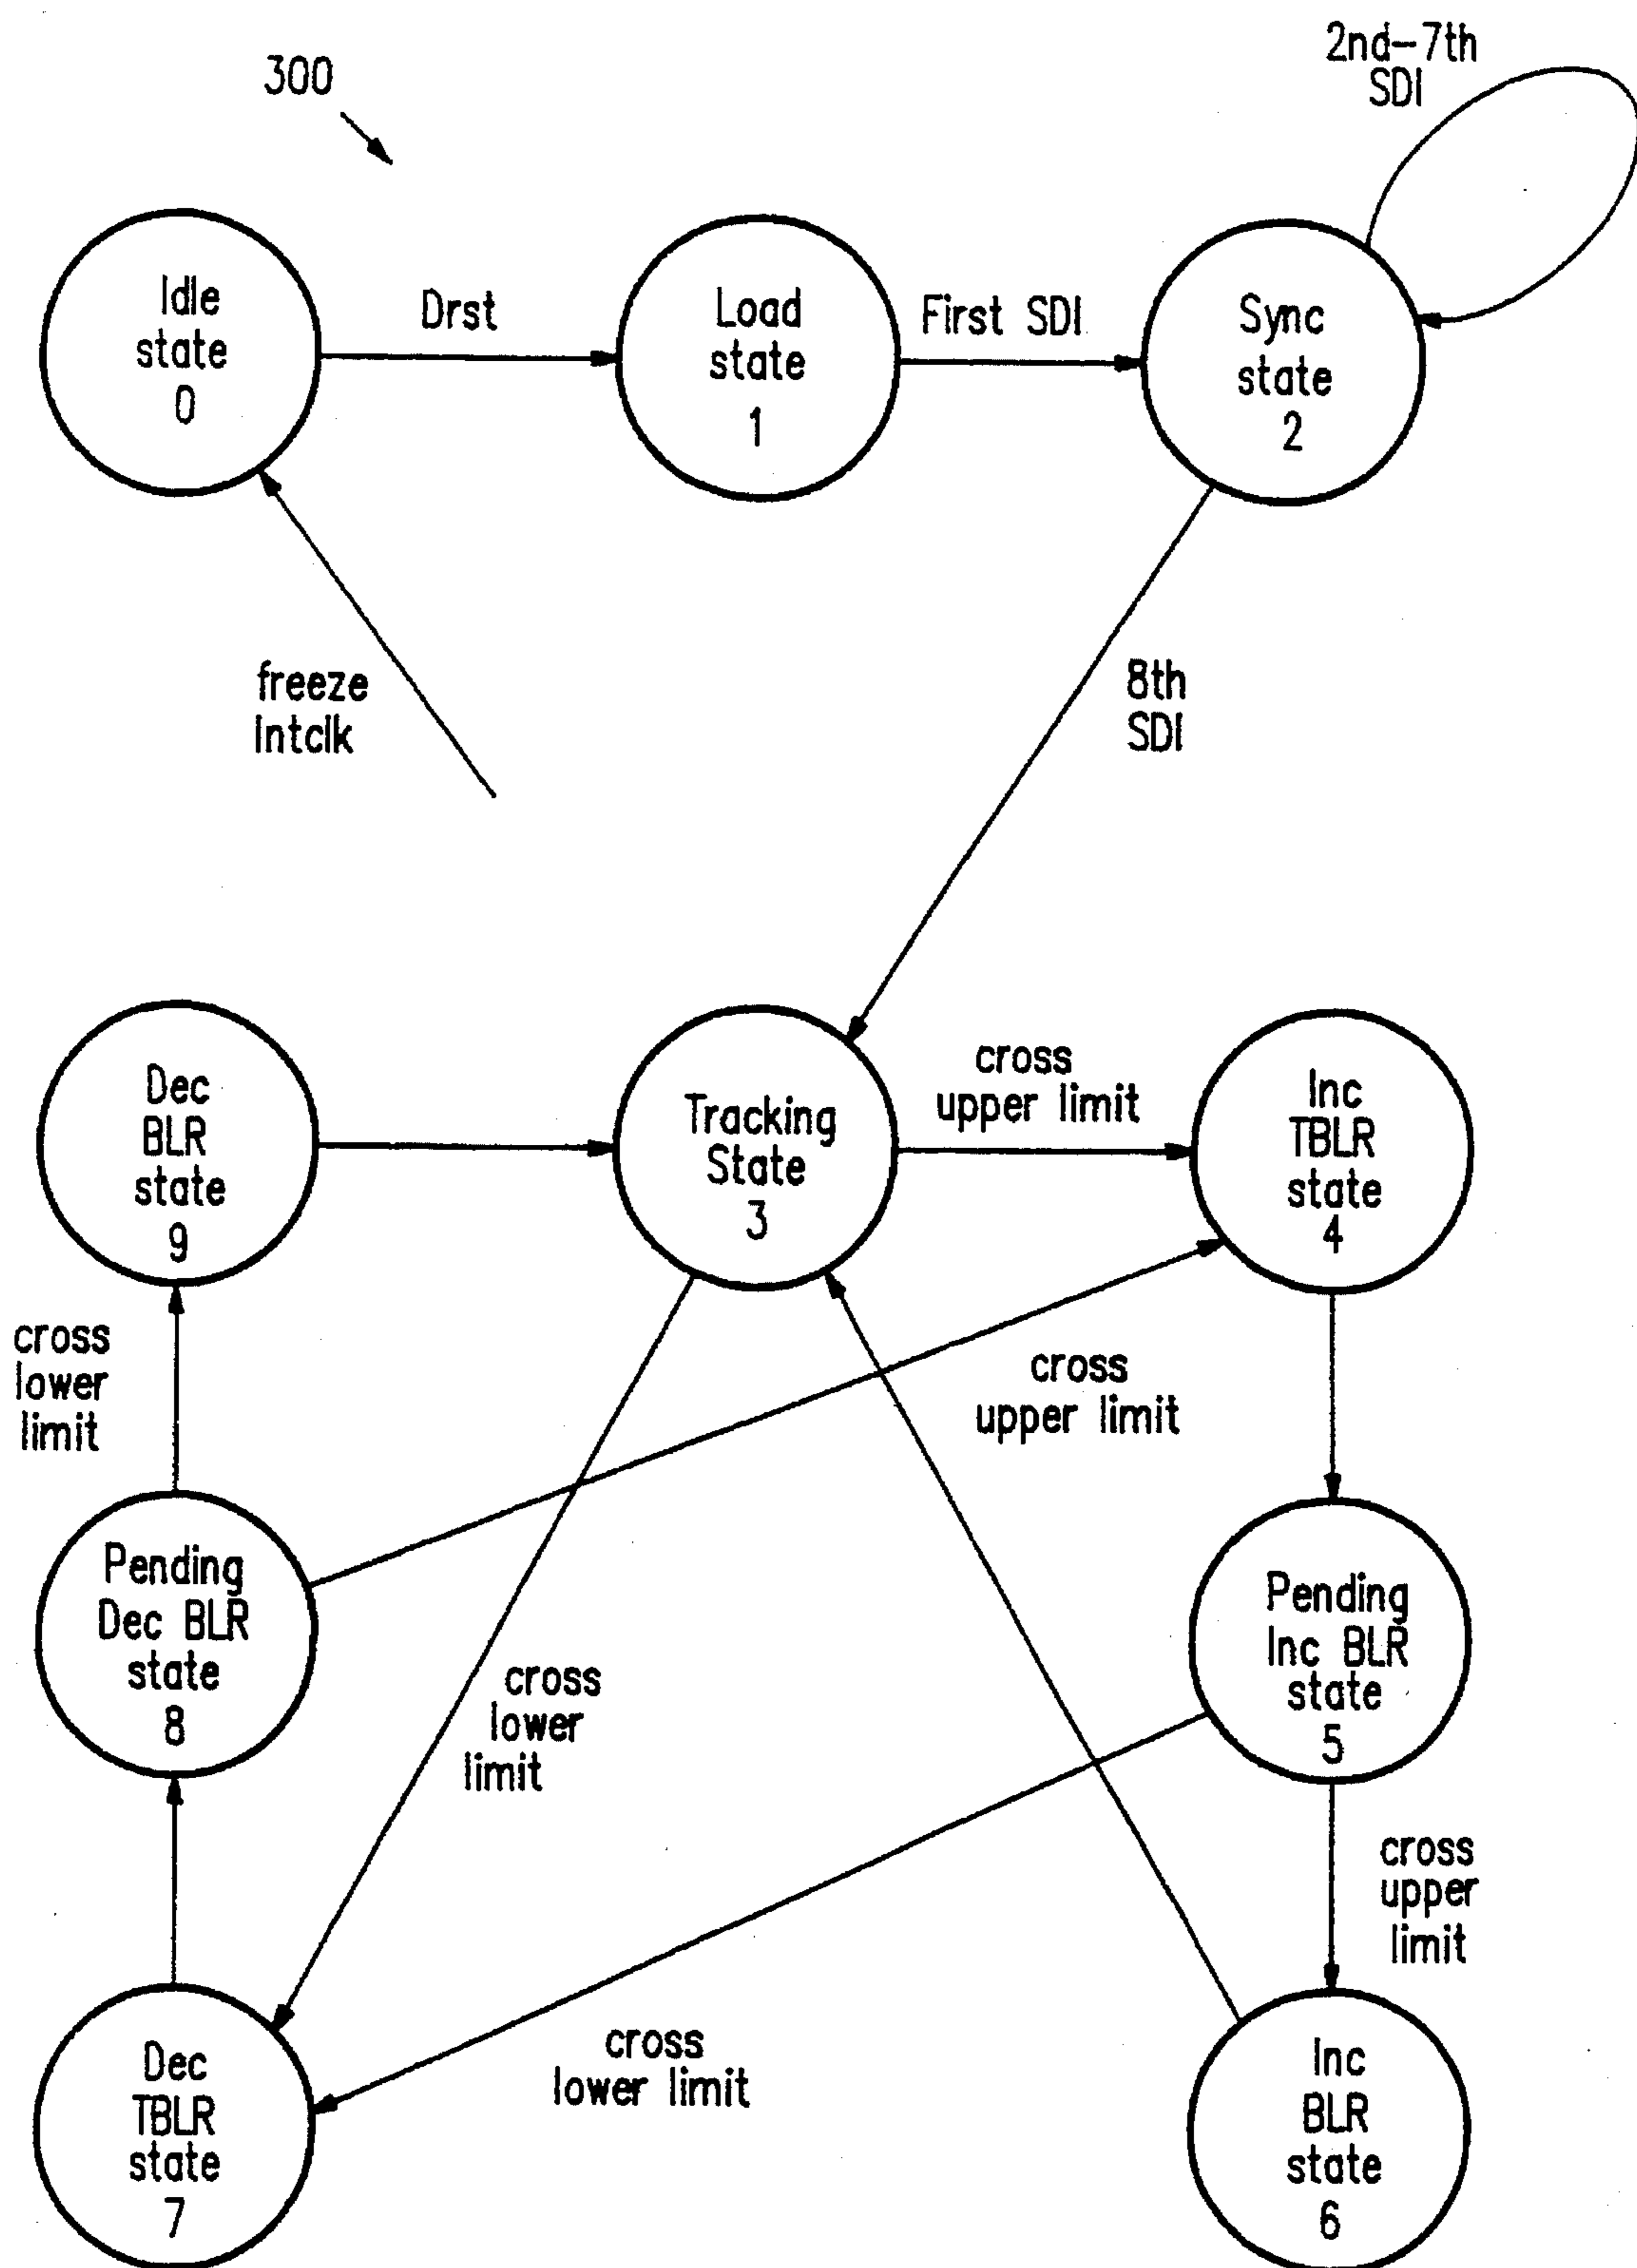 300
2nd-7th
SDI
Idle
state
0
Drst
Load
state
1
First SDI
Sync
state
2
freeze
Intclk
8th
SDI
Dec
BLR
state
9
Tracking
State
3
cross
upper limit
Inc
TBLR
state
4
cross
lower
limit
cross
upper limit
Pending
Dec BLR
state
8
cross
lower
limit
Pending
Inc BLR
state
5
cross
upper
limit
Dec
TBLR
state
7
cross
lower limit
Inc
BLR
state
6